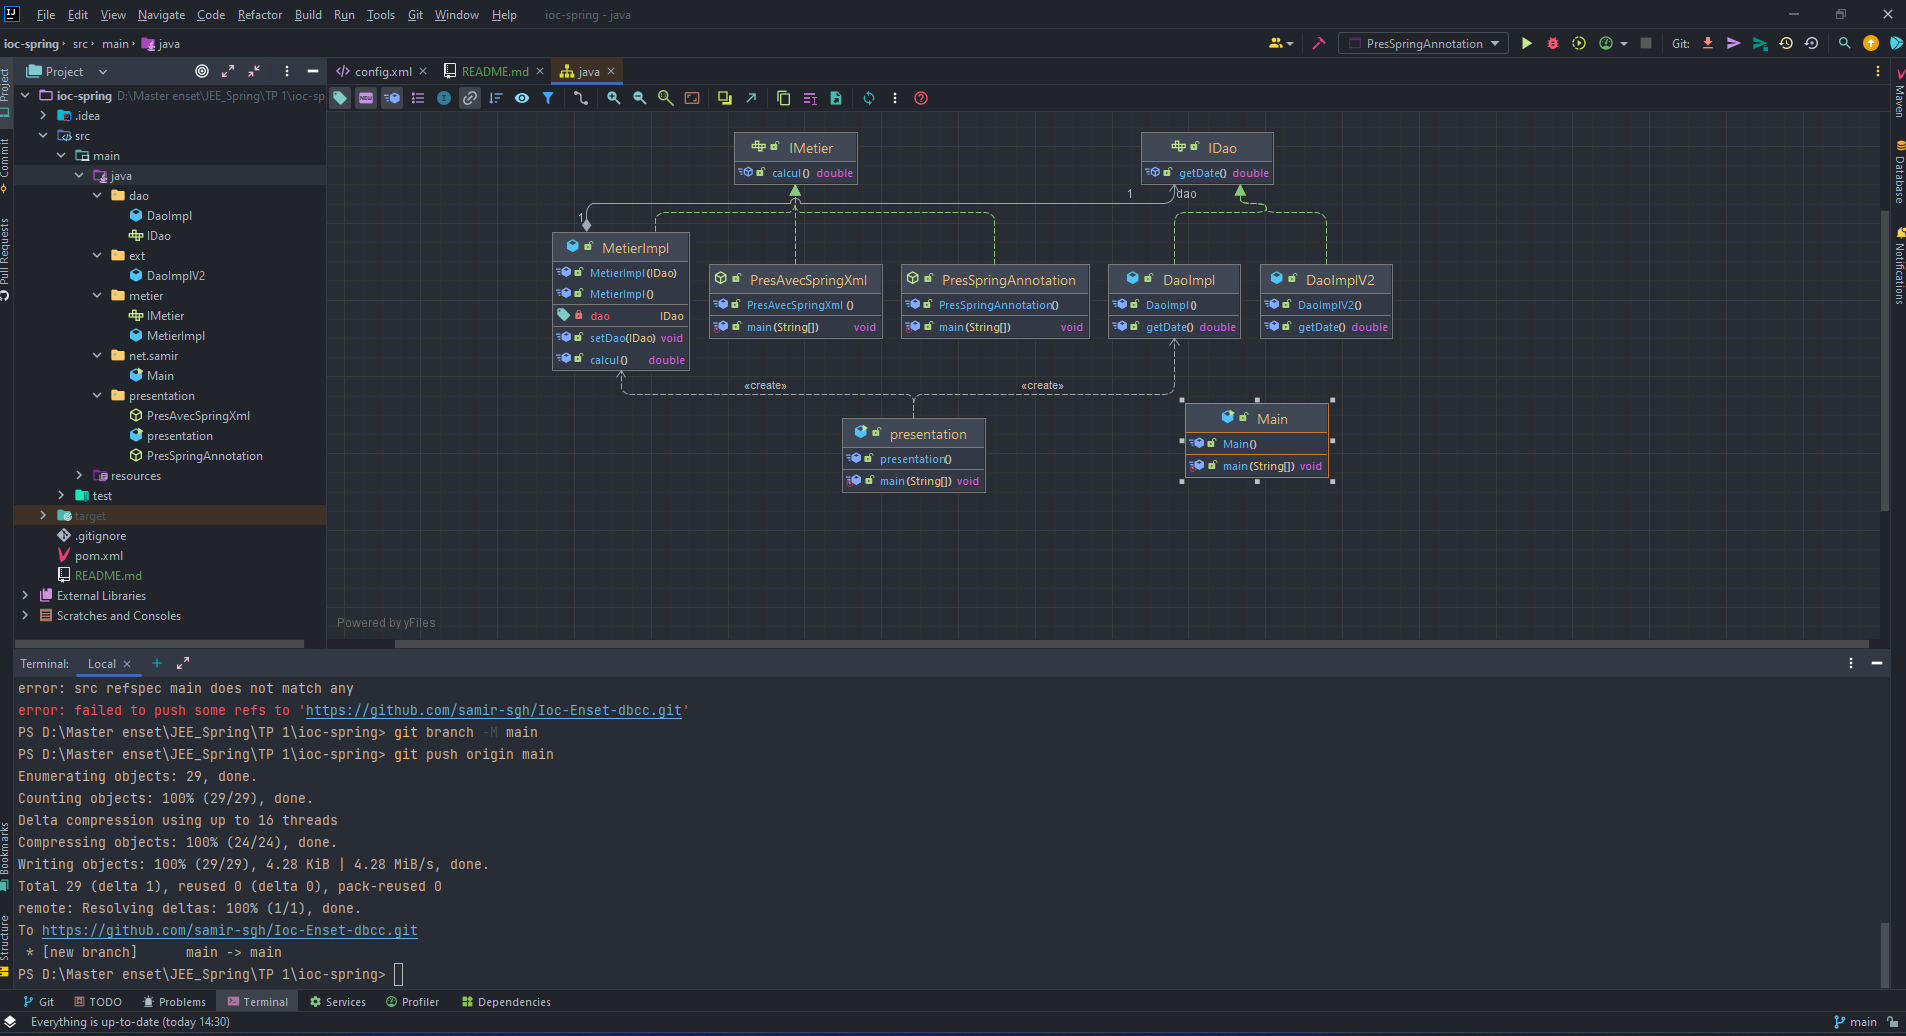 File Edit View Navigate Code Refactor Build Run Tools Git Window Help ioc-spring - java
ioc-spring src main java PresSpringAnnotation Git:
Project config.xml README.md java
ioc-spring D:\Master enset\JEE_Spring\TP 1\ioc-sp
.idea
src
main
java
dao
DaoImpl
IDao
ext
DaoImplV2
metier
IMetier
MetierImpl
net.samir
Main
presentation
PresAvecSpringXml
presentation
PresSpringAnnotation
resources
test
target
.gitignore
pom.xml
README.md
External Libraries
Scratches and Consoles
Project
Commit
Pull Requests
Bookmarks
Structure
IMetier
calcul() double
IDao
getDate() double
1
dao
1
MetierImpl
MetierImpl(IDao)
MetierImpl()
dao IDao
setDao(IDao) void
calcul() double
PresAvecSpringXml
PresAvecSpringXml ()
main(String[]) void
PresSpringAnnotation
PresSpringAnnotation()
main(String[]) void
DaoImpl
DaoImpl()
getDate() double
DaoImplV2
DaoImplV2()
getDate() double
«create» «create»
presentation
presentation()
main(String[]) void
Main
Main()
main(String[]) void
Powered by yFiles
Maven
Database
Notifications
Terminal: Local
error: src refspec main does not match any
error: failed to push some refs to 'https://github.com/samir-sgh/Ioc-Enset-dbcc.git'
PS D:\Master enset\JEE_Spring\TP 1\ioc-spring> git branch -M main
PS D:\Master enset\JEE_Spring\TP 1\ioc-spring> git push origin main
Enumerating objects: 29, done.
Counting objects: 100% (29/29), done.
Delta compression using up to 16 threads
Compressing objects: 100% (24/24), done.
Writing objects: 100% (29/29), 4.28 KiB | 4.28 MiB/s, done.
Total 29 (delta 1), reused 0 (delta 0), pack-reused 0
remote: Resolving deltas: 100% (1/1), done.
To https://github.com/samir-sgh/Ioc-Enset-dbcc.git
* [new branch] main -> main
PS D:\Master enset\JEE_Spring\TP 1\ioc-spring>
Git TODO Problems Terminal Services Profiler Dependencies
Everything is up-to-date (today 14:30) main